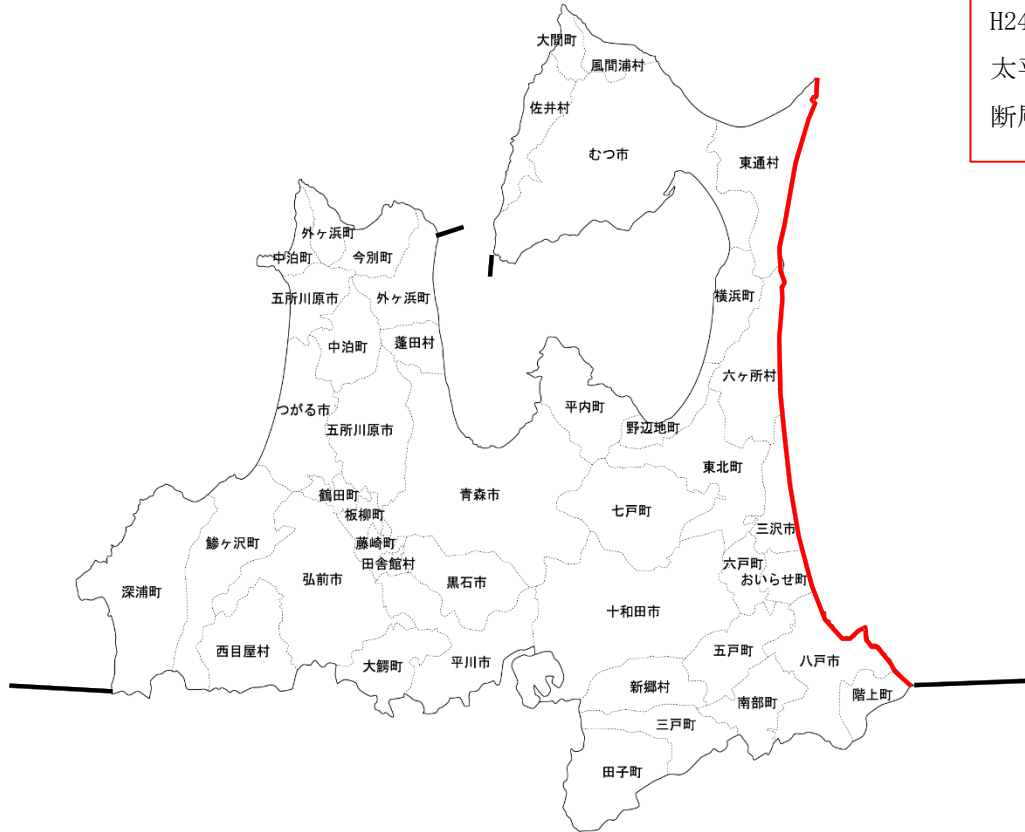 H24
太平
大間町
風間浦村
佐井村
むつ市
東通村
外ヶ浜町
中泊町
今別町
五所川原市
外ヶ浜町
横浜町
中泊町
蓬田村
六ヶ所村
つがる市
平内町
五所川原市
野辺地町
東北町
鶴田町
青森市
七戸町
板柳町
三沢市
鰺ヶ沢町
藤崎町
田舎館村
六戸町
おいらせ町
深浦町
弘前市
黒石市
十和田市
西目屋村
大鰐町
平川市
五戸町
八戸市
新郷村
南部町
階上町
三戸町
田子町